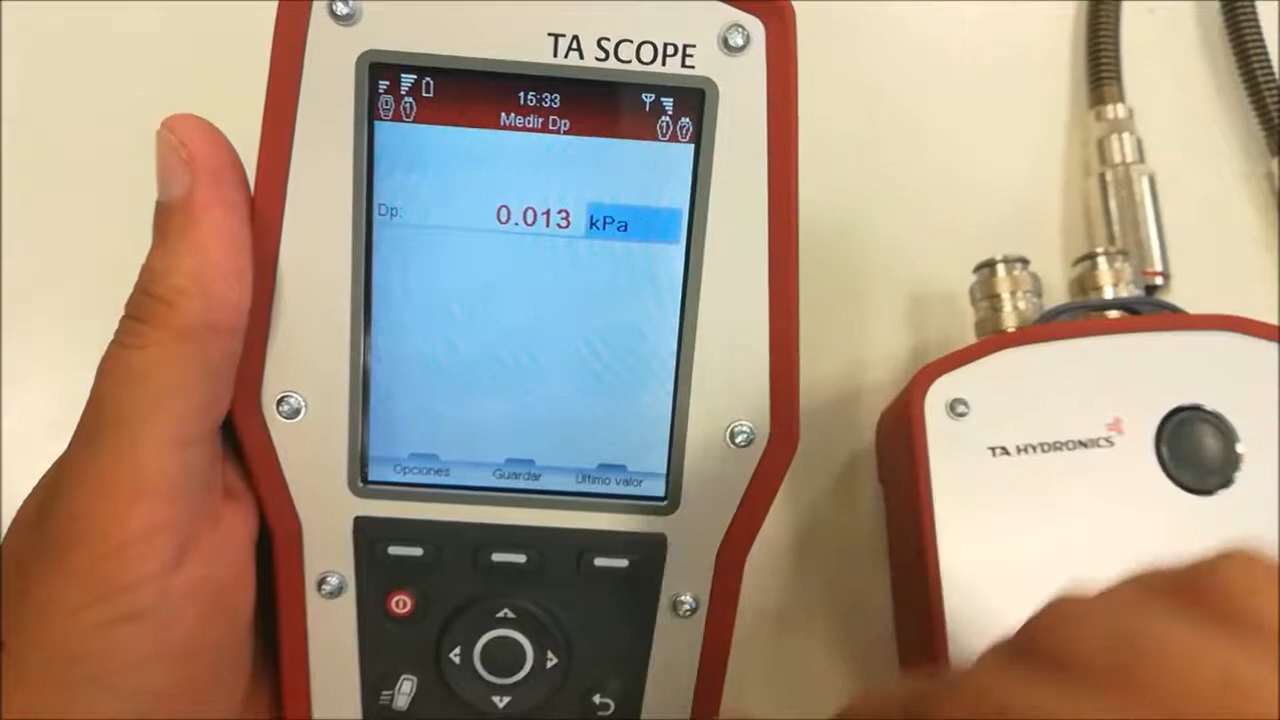 TA SCOPE
15:33
Medir Dp
Dp: 0.013 kPa
Opciones Guardar Último valor
TA HYDRONICS